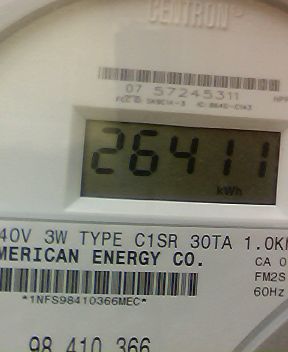 CENTRON
07 57245311
26411
kWh
40V 3W TYPE C1SR 30TA 1.0K
MERICAN ENERGY CO.
CA 0
FM2S
60Hz
*1NFS98410366MEC*
98 410 366